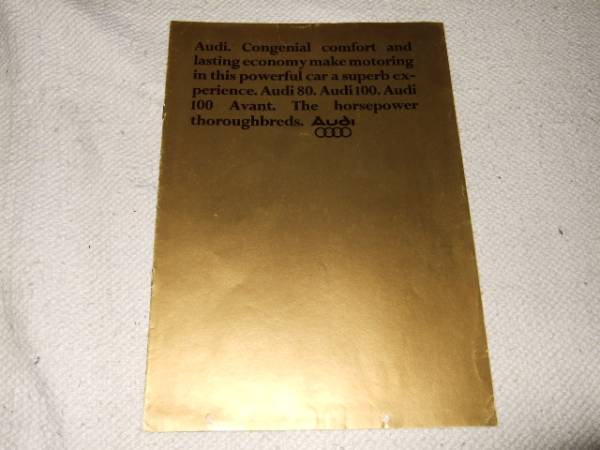 Audi. Congenial comfort and
lasting economy make motoring
in this powerful car a superb ex-
perience. Audi 80. Audi 100. Audi
100 Avant. The horsepower
thoroughbreds. Audi